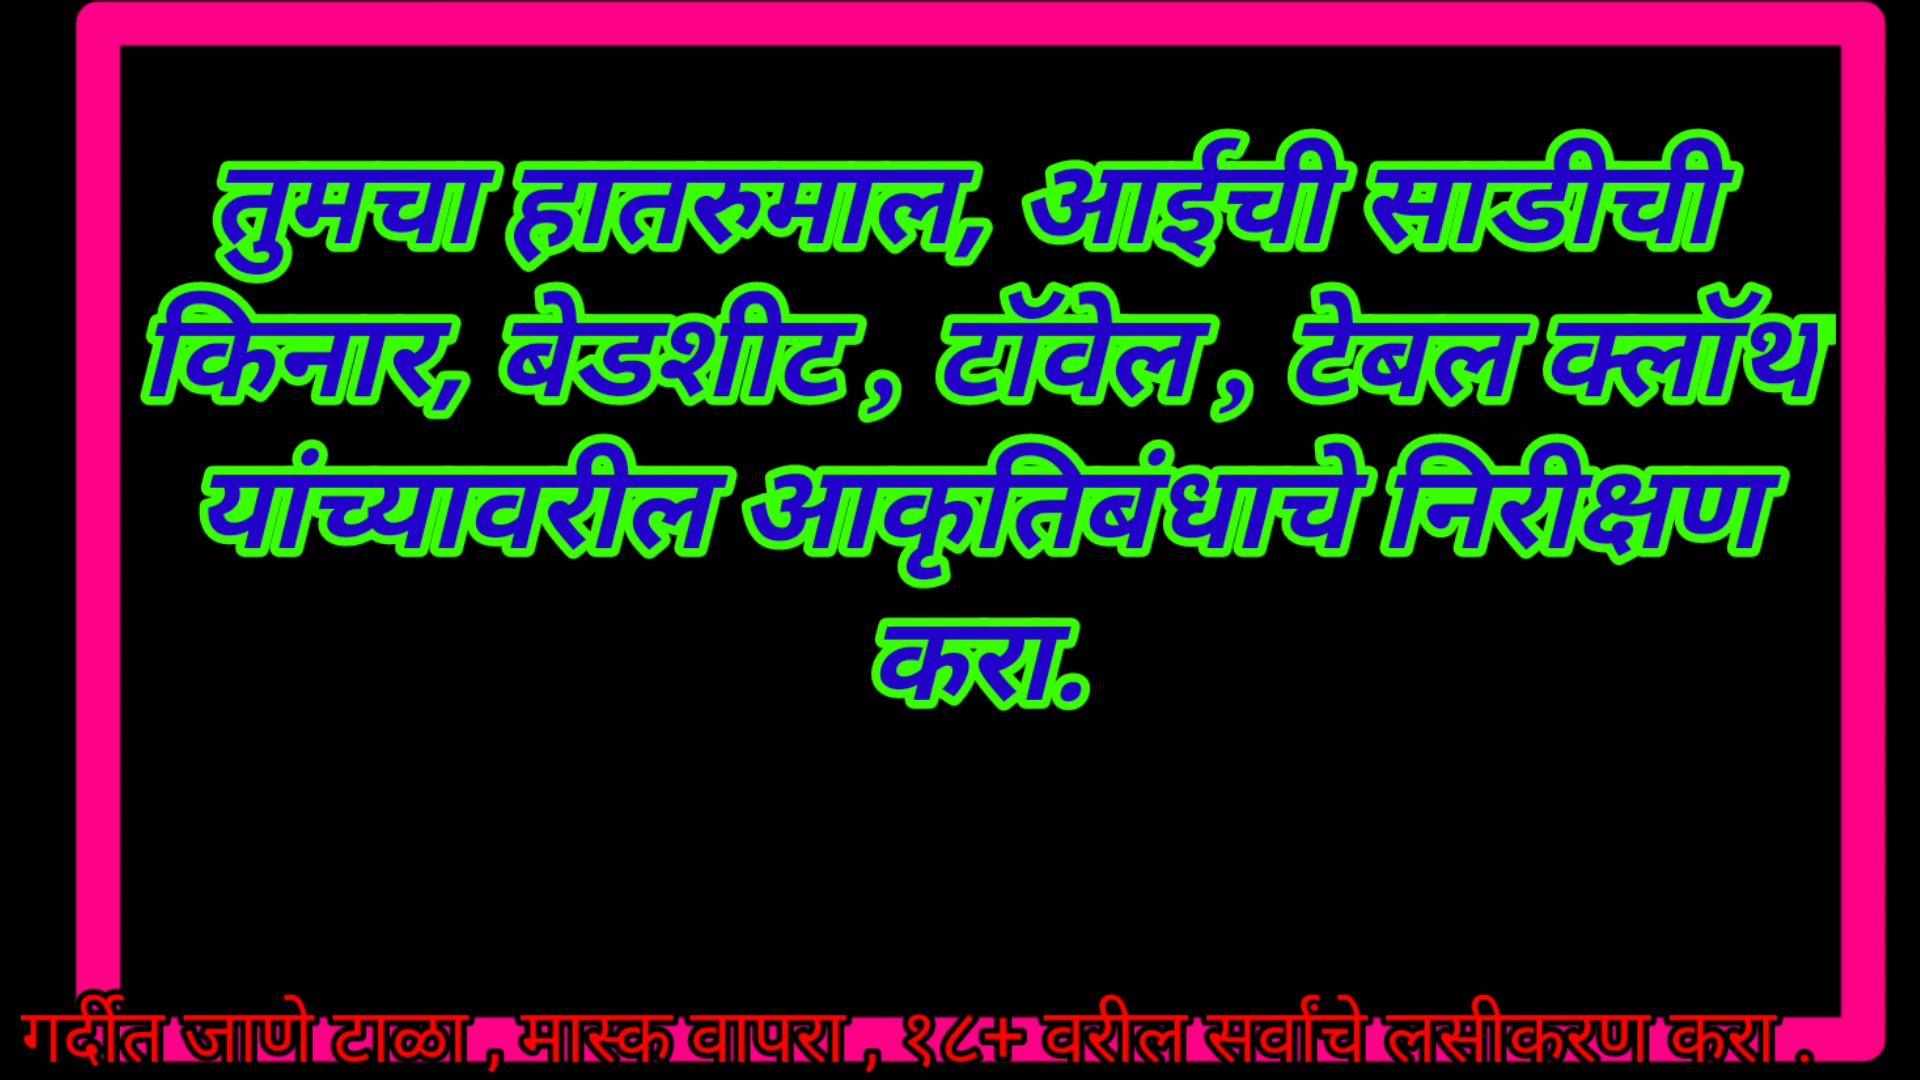 तुमचा हातरुमाल, आईची साडीची
किनार, बेडशीट , टॉवेल , टेबल क्लॉथ
यांच्यावरील आकृतिबंधाचे निरीक्षण
करा.
गर्दीत जाणे टाळा , मास्क वापरा , १८+ वरील सर्वांचे लसीकरण करा .